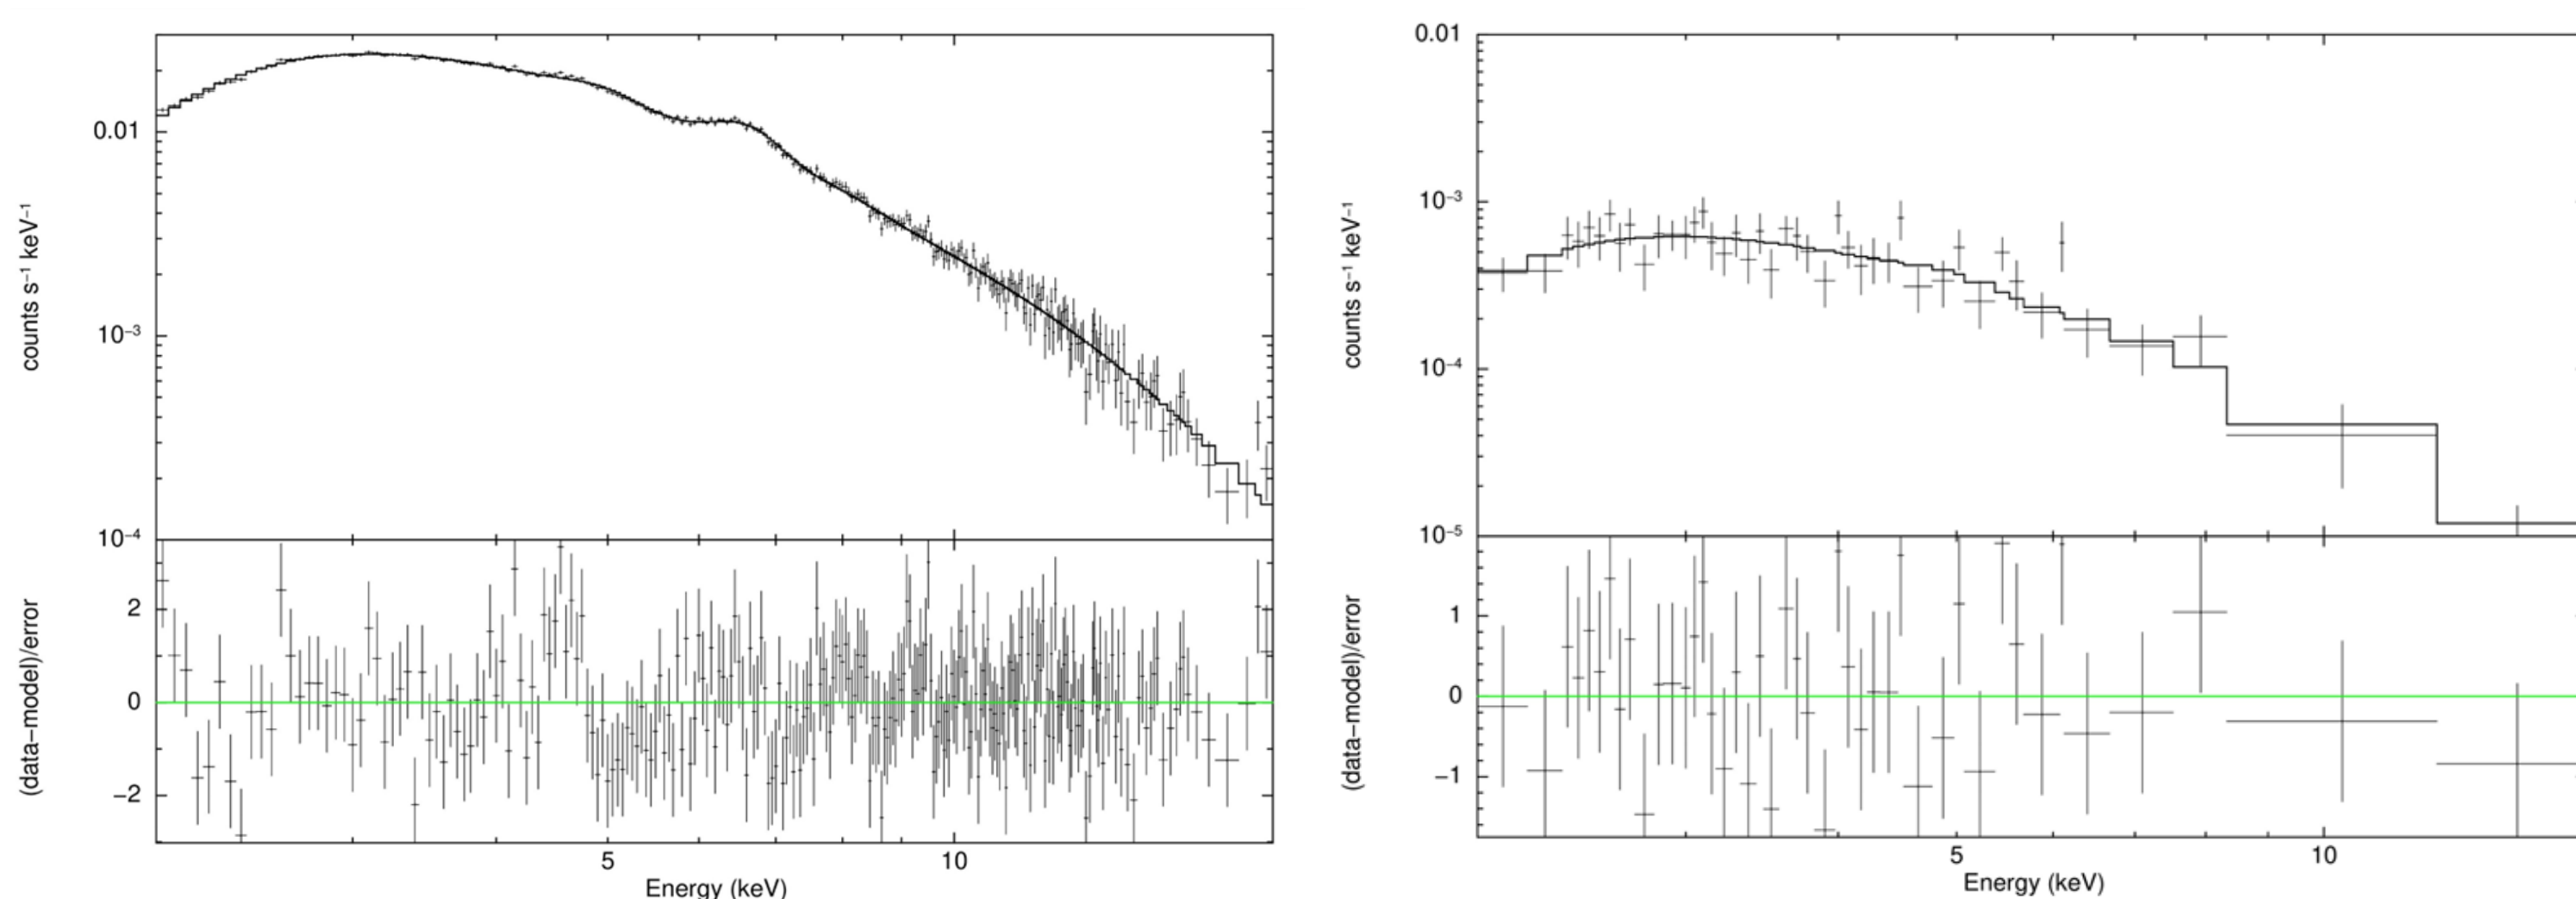 0.01
10⁻³
10⁻⁴
counts s⁻¹ keV⁻¹
2
0
−2
(data−model)/error
5
10
Energy (keV)
0.01
10⁻³
10⁻⁴
10⁻⁵
counts s⁻¹ keV⁻¹
1
0
−1
(data−model)/error
5
10
Energy (keV)